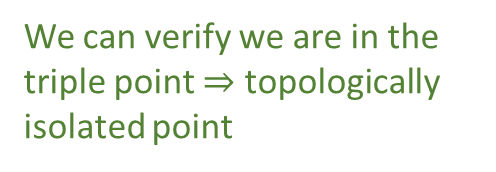 We can verify we are in the
triple point ⇒ topologically
isolated point